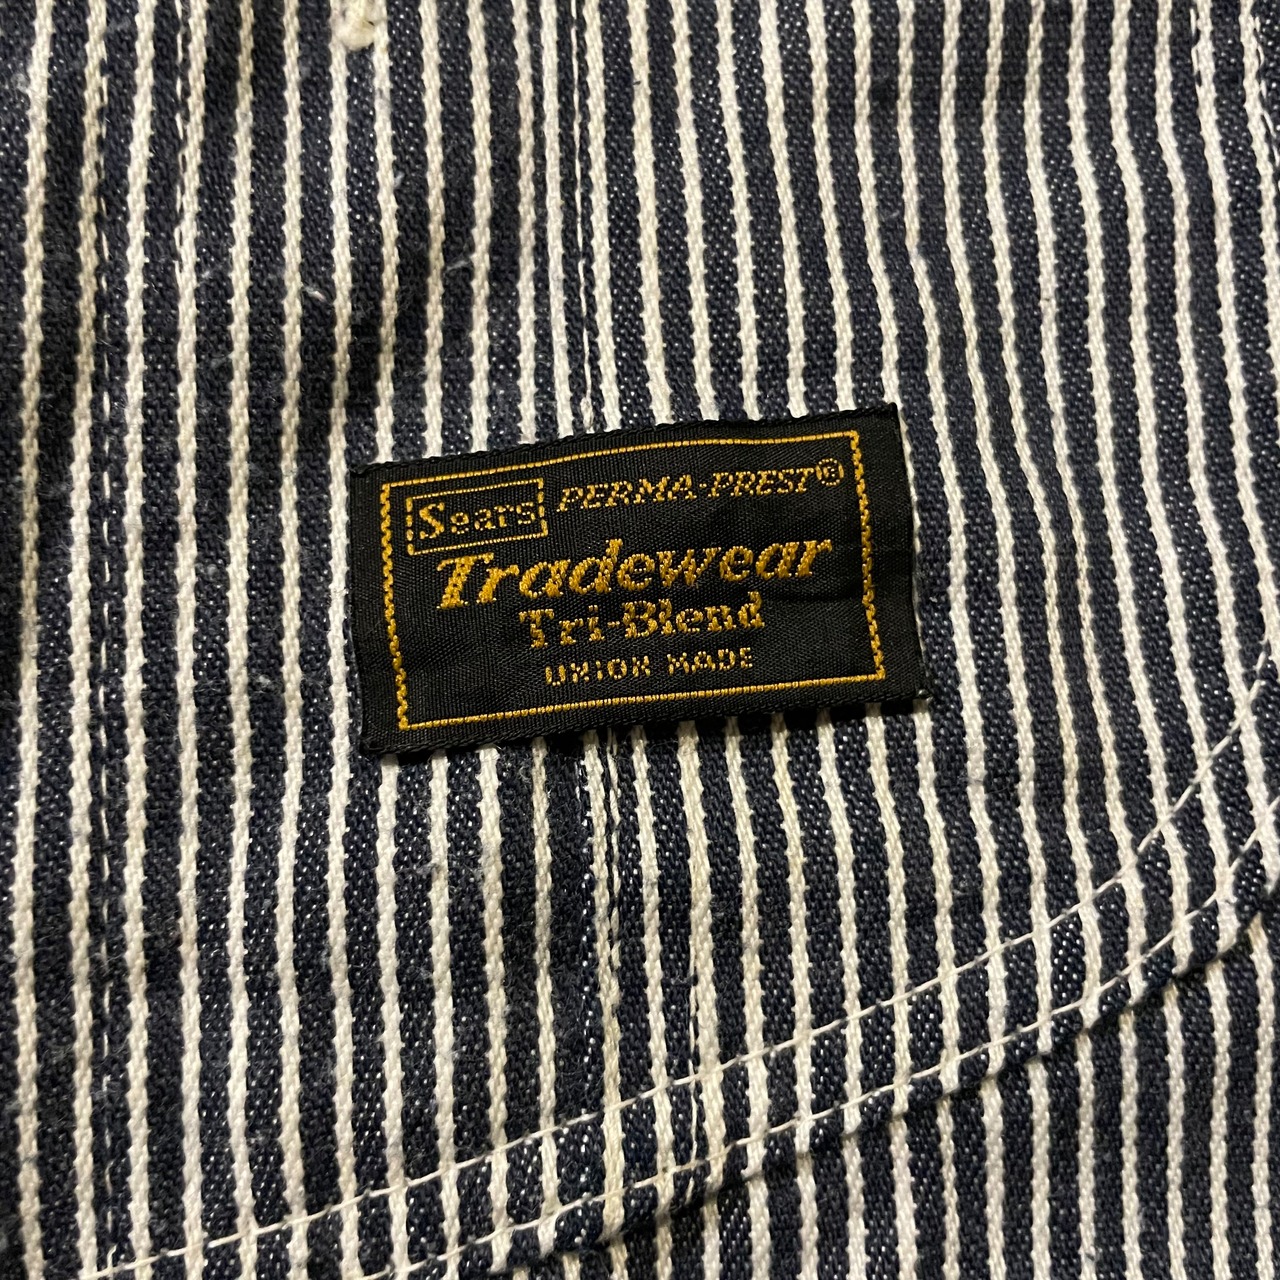 Sears PERMA-PREST®
Tradewear
Tri-Blend
UNION MADE